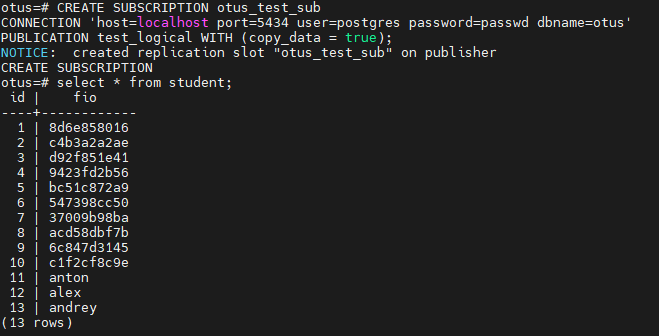 otus=# CREATE SUBSCRIPTION otus_test_sub
CONNECTION 'host=localhost port=5434 user=postgres password=passwd dbname=otus'
PUBLICATION test_logical WITH (copy_data = true);
NOTICE:  created replication slot "otus_test_sub" on publisher
CREATE SUBSCRIPTION
otus=# select * from student;
 id |    fio
----+------------
  1 | 8d6e858016
  2 | c4b3a2a2ae
  3 | d92f851e41
  4 | 9423fd2b56
  5 | bc51c872a9
  6 | 547398cc50
  7 | 37009b98ba
  8 | acd58dbf7b
  9 | 6c847d3145
 10 | c1f2cf8c9e
 11 | anton
 12 | alex
 13 | andrey
(13 rows)